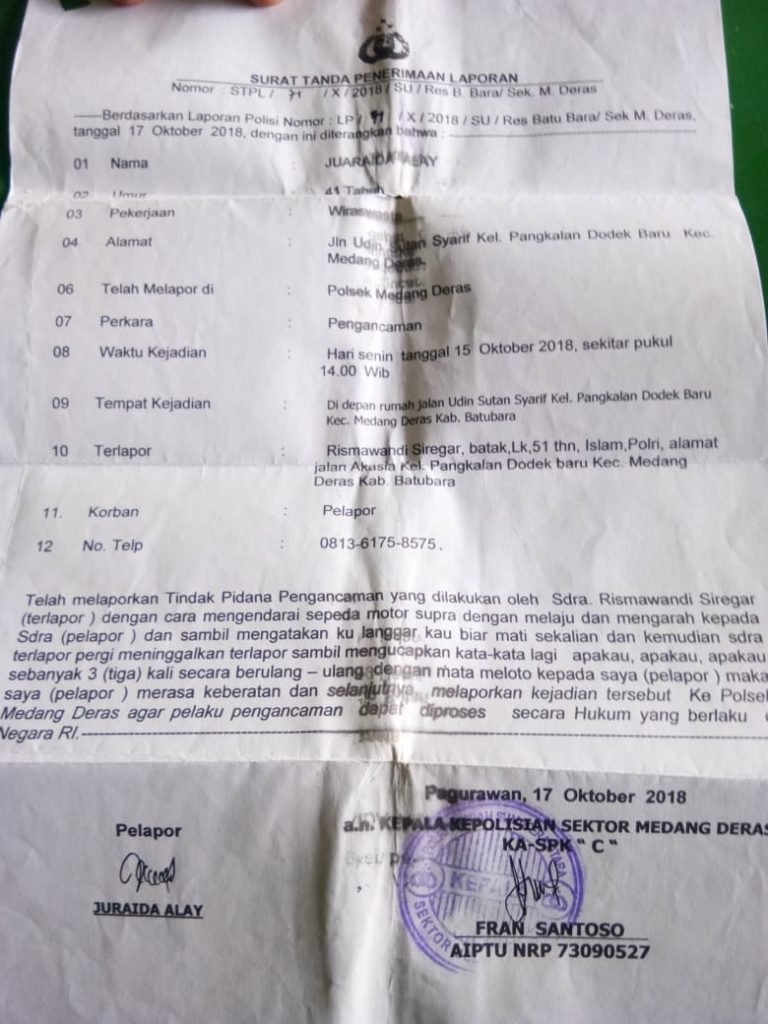 SURAT TANDA PENERIMAAN LAPORAN
Nomor : STPL / 71 / X / 2018 / SU / Res B. Bara/ Sek. M. Deras
-----Berdasarkan Laporan Polisi Nomor : LP / 71 / X / 2018 / SU / Res Batu Bara/ Sek M. Deras,
tanggal 17 Oktober 2018, dengan ini diterangkan bahwa :
01 Nama : JUARAIDA ALAY
02 Umur 41 Tahun
03 Pekerjaan : Wiraswasta
04 Alamat : Jln Udin Sutan Syarif Kel. Pangkalan Dodek Baru Kec.
Medang Deras.
06 Telah Melapor di : Polsek Medang Deras
07 Perkara : Pengancaman
08 Waktu Kejadian : Hari senin tanggal 15 Oktober 2018, sekitar pukul
14.00 Wib
09 Tempat Kejadian : Di depan rumah jalan Udin Sutan Syarif Kel. Pangkalan Dodek Baru
Kec. Medang Deras Kab. Batubara
10 Terlapor : Rismawandi Siregar, batak,Lk,51 thn, Islam,Polri, alamat
jalan Akasia Kel. Pangkalan Dodek baru Kec. Medang
Deras Kab. Batubara
11. Korban : Pelapor
12 No. Telp : 0813-6175-8575.
Telah melaporkan Tindak Pidana Pengancaman yang dilakukan oleh Sdra. Rismawandi Siregar
(terlapor ) dengan cara mengendarai sepeda motor supra dengan melaju dan mengarah kepada
Sdra (pelapor ) dan sambil mengatakan ku langgar kau biar mati sekalian dan kemudian sdra
terlapor pergi meninggalkan terlapor sambil mengucapkan kata-kata lagi apakau, apakau, apakau
sebanyak 3 (tiga) kali secara berulang – ulang dengan mata meloto kepada saya (pelapor ) maka
saya (pelapor ) merasa keberatan dan selanjutnya melaporkan kejadian tersebut Ke Polsek
Medang Deras agar pelaku pengancaman dapat diproses secara Hukum yang berlaku
Negara RI.
Pagurawan, 17 Oktober 2018
Pelapor
a.n. KEPALA KEPOLISIAN SEKTOR MEDANG DERAS
KA-SPK " C "
KEPALA
SEKTOR
JURAIDA ALAY
FRAN SANTOSO
AIPTU NRP 73090527